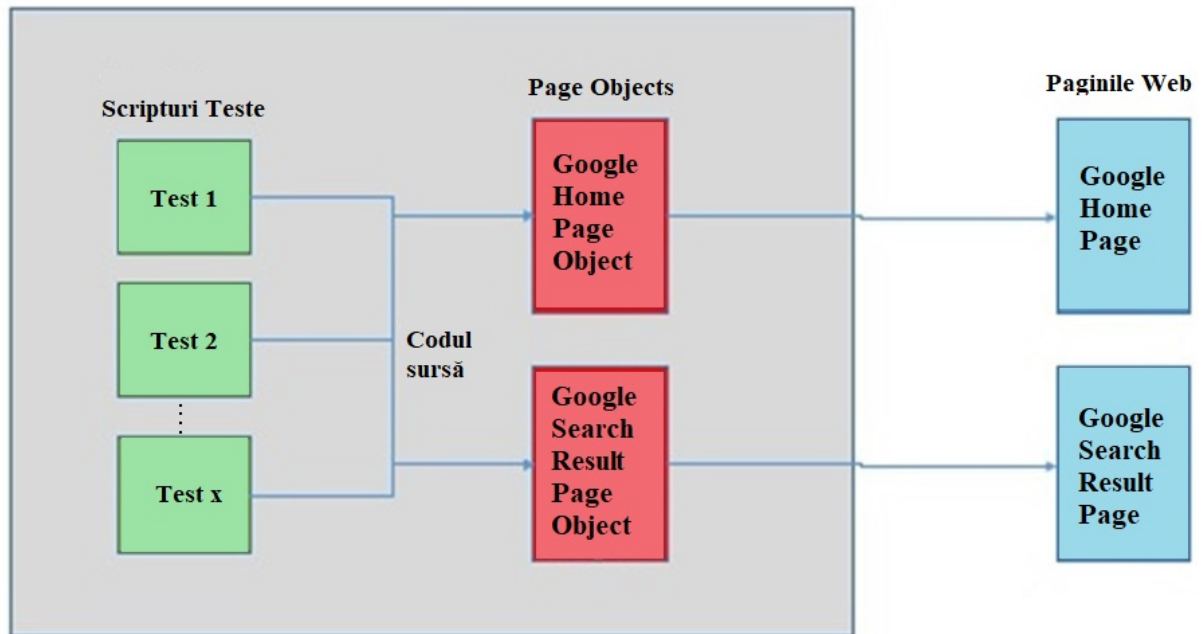 Scripturi Teste
Test 1
Test 2
Test x
Codul
sursă
Page Objects
Google
Home
Page
Object
Google
Search
Result
Page
Object
Paginile Web
Google
Home
Page
Google
Search
Result
Page